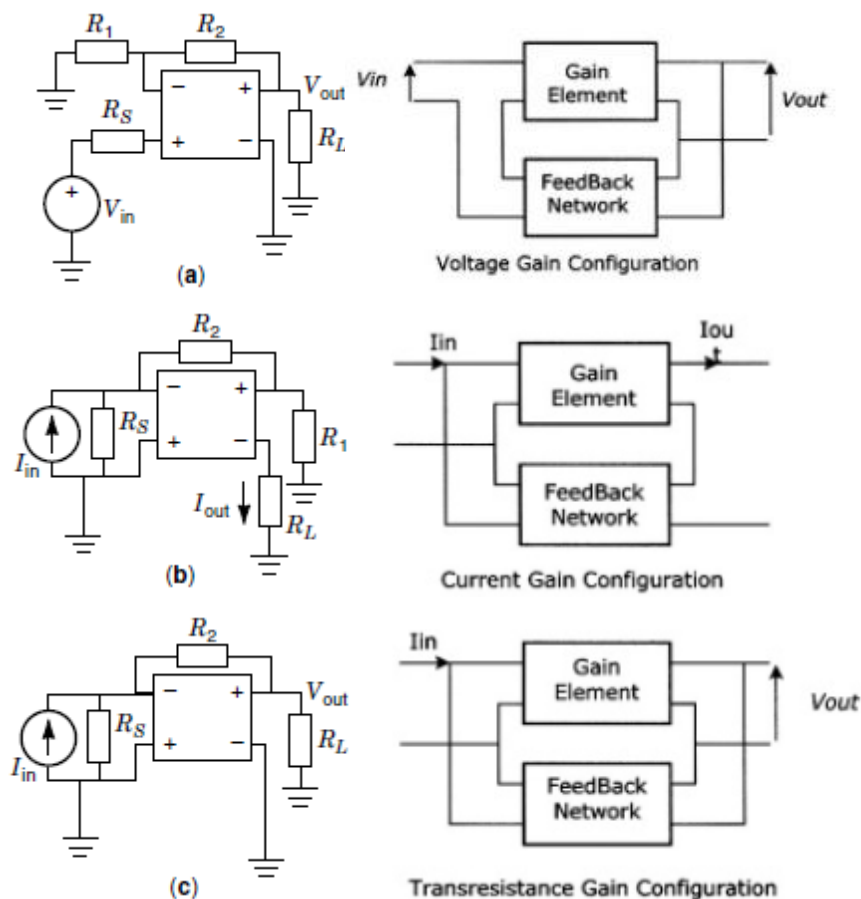 R1 R2
− + Vout
RS + − RL
+
Vin
(a)
Vin Gain Element Vout
FeedBack Network
Voltage Gain Configuration
R2
− +
RS + − R1
Iin
Iout RL
(b)
Iin Iou
t
Gain
Element
FeedBack
Network
Current Gain Configuration
R2
− + Vout
RS + − RL
Iin
(c)
Iin
Gain
Element
Vout
FeedBack
Network
Transresistance Gain Configuration